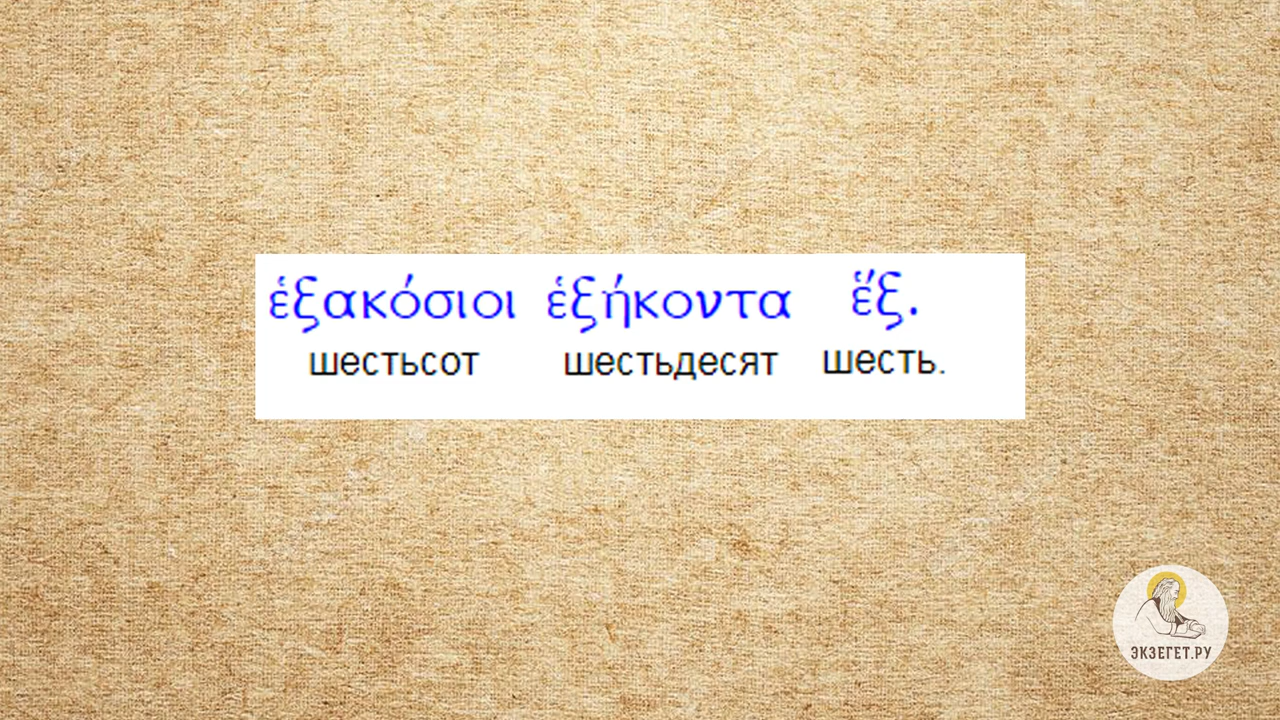 ἑξακόσιοι ἑξήκοντα ἕξ.
шестьсот шестьдесят шесть.
ЭКЗЕГЕТ.РУ